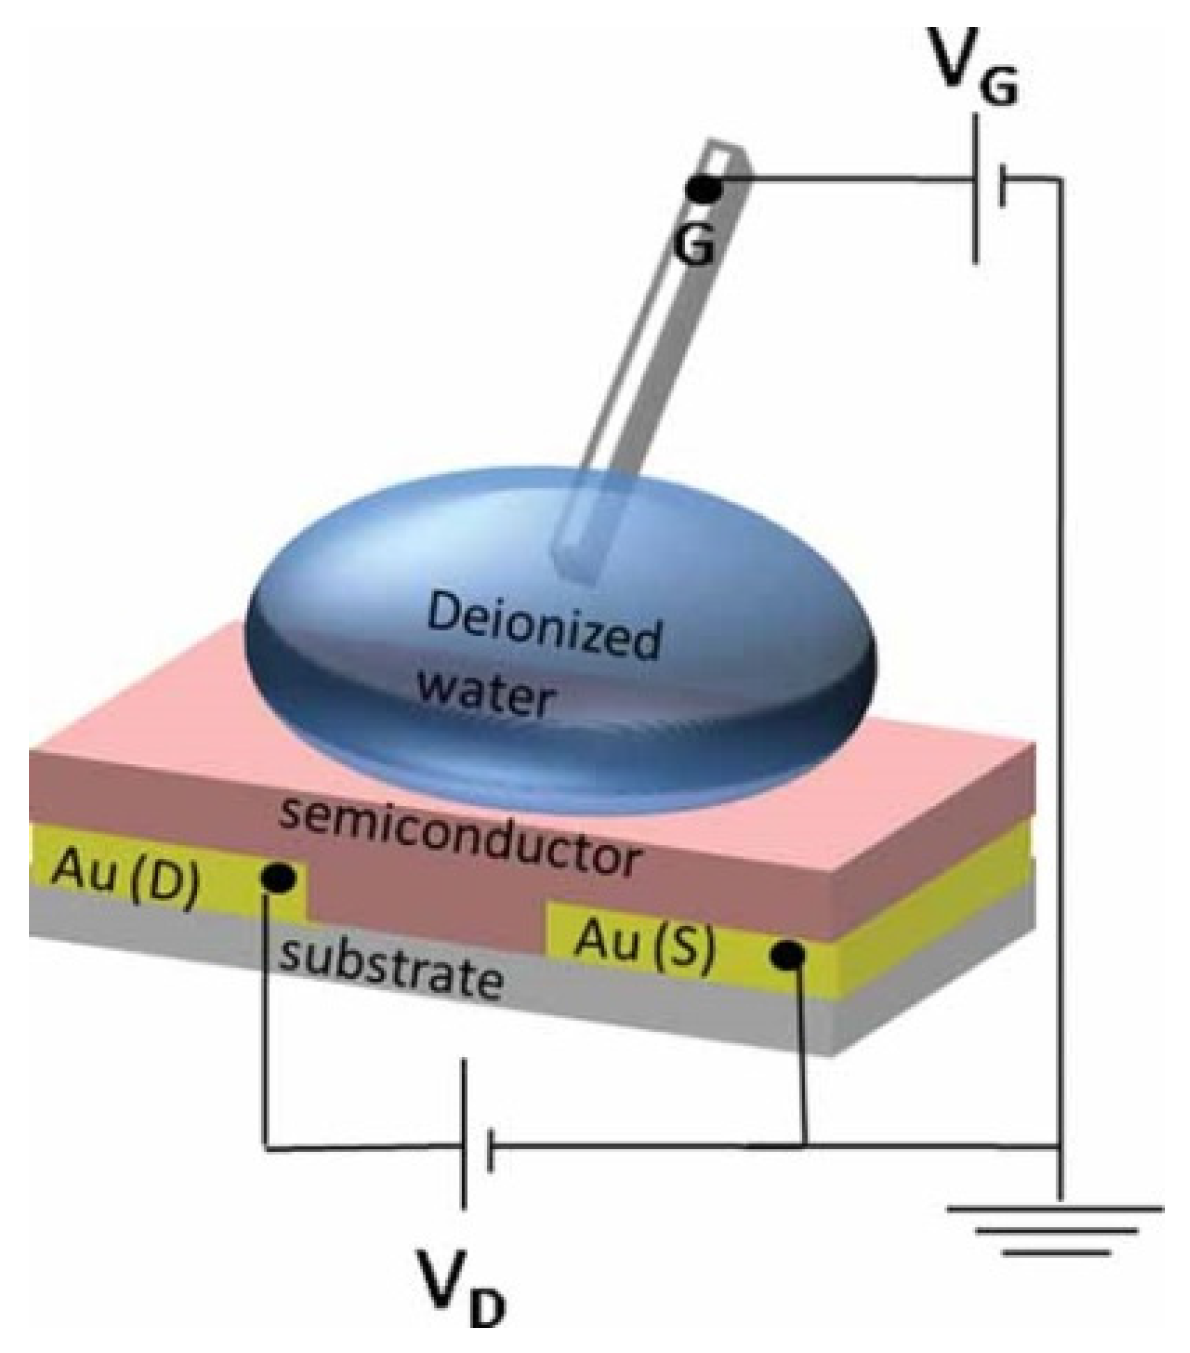 V_G
G
Deionized
water
semiconductor
Au (D)
Au (S)
substrate
V_D